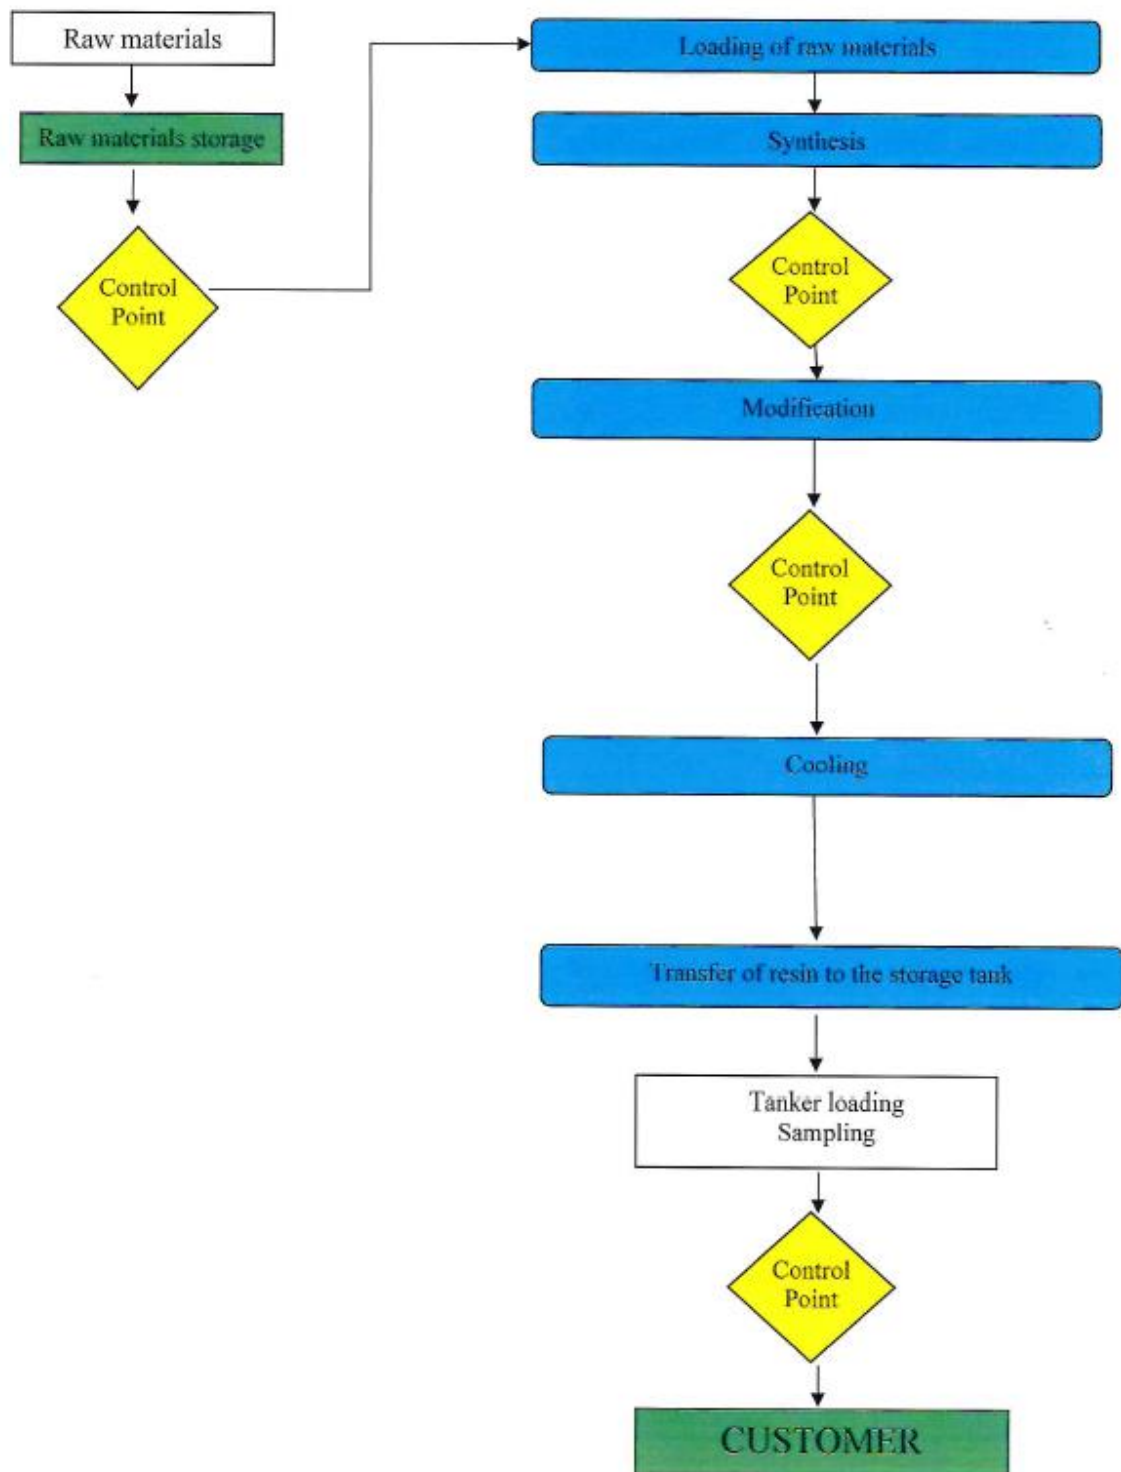 Raw materials
Raw materials storage
Control
Point
Loading of raw materials
Synthesis
Control
Point
Modification
Control
Point
Cooling
Transfer of resin to the storage tank
Tanker loading
Sampling
Control
Point
CUSTOMER